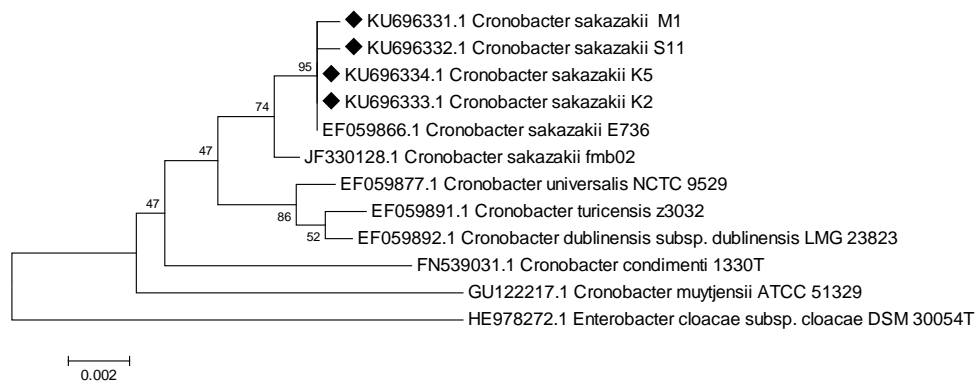 KU696331.1 Cronobacter sakazakii M1
KU696332.1 Cronobacter sakazakii S11
95
KU696334.1 Cronobacter sakazakii K5
KU696333.1 Cronobacter sakazakii K2
74
EF059866.1 Cronobacter sakazakii E736
47
JF330128.1 Cronobacter sakazakii fmb02
EF059877.1 Cronobacter universalis NCTC 9529
47
86
EF059891.1 Cronobacter turicensis z3032
52
EF059892.1 Cronobacter dublinensis subsp. dublinensis LMG 23823
FN539031.1 Cronobacter condimenti 1330T
GU122217.1 Cronobacter muytjensii ATCC 51329
HE978272.1 Enterobacter cloacae subsp. cloacae DSM 30054T
0.002